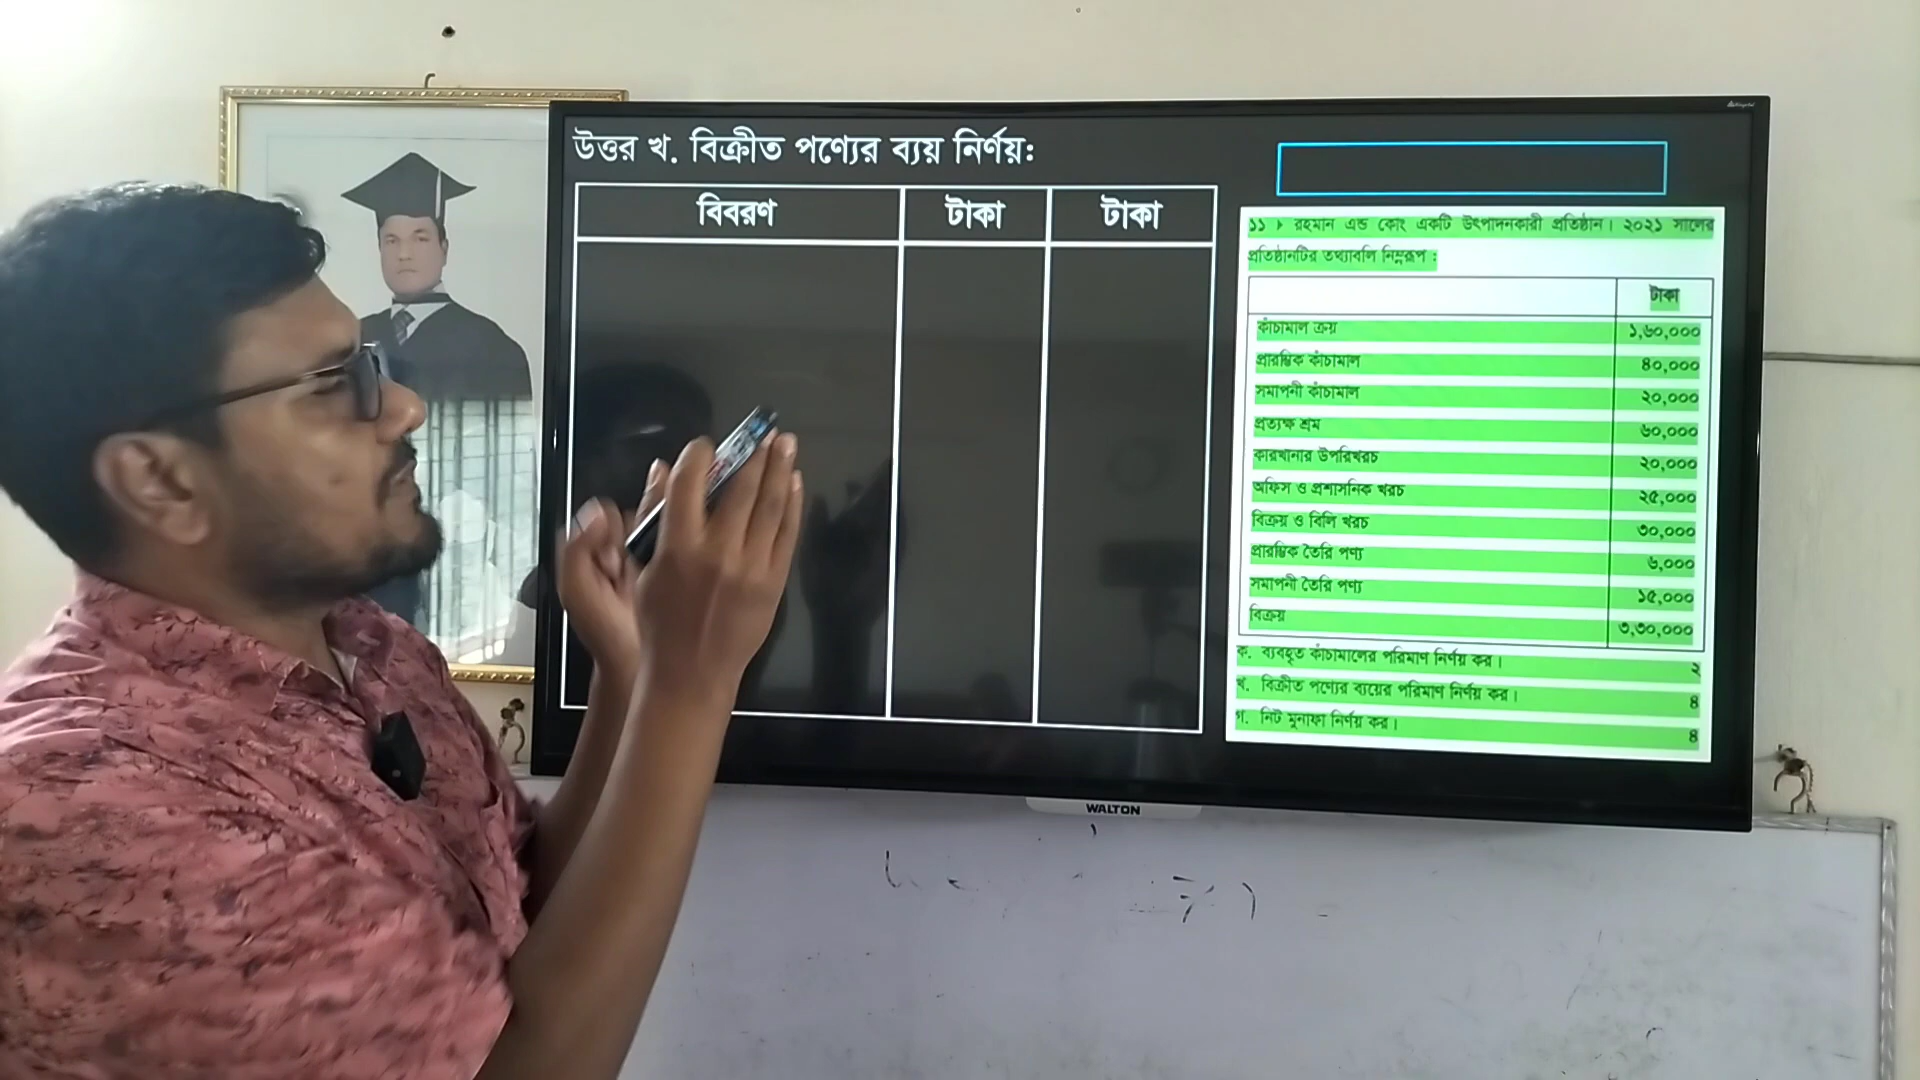 উত্তর খ. বিক্রীত পণ্যের ব্যয় নির্ণয়ঃ
বিবরণ টাকা টাকা
১১ রহমান এন্ড কোং একটি উৎপাদনকারী প্রতিষ্ঠান। ২০২১ সালের
প্রতিষ্ঠানটির তথ্যাবলি নিম্নরূপ :
টাকা
কাঁচামাল ক্রয় ১,৬০,০০০
প্রারম্ভিক কাঁচামাল ৪০,০০০
সমাপনী কাঁচামাল ২০,০০০
প্রত্যক্ষ শ্রম ৬০,০০০
কারখানার উপরিখরচ ২০,০০০
অফিস ও প্রশাসনিক খরচ ২৫,০০০
বিক্রয় ও বিলি খরচ ৩০,০০০
প্রারম্ভিক তৈরি পণ্য ৬,০০০
সমাপনী তৈরি পণ্য ১৫,০০০
বিক্রয় ৩,৩০,০০০
ক. ব্যবহৃত কাঁচামালের পরিমাণ নির্ণয় কর। ২
খ. বিক্রীত পণ্যের ব্যয়ের পরিমাণ নির্ণয় কর। ৪
গ. নিট মুনাফা নির্ণয় কর। ৪
WALTON